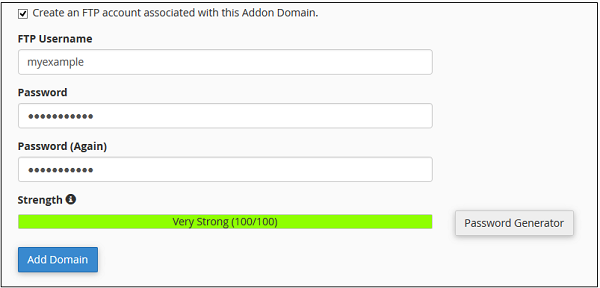 Create an FTP account associated with this Addon Domain.
FTP Username
myexample
Password
●●●●●●●●●●●
Password (Again)
●●●●●●●●●●●
Strength
Very Strong (100/100)
Password Generator
Add Domain